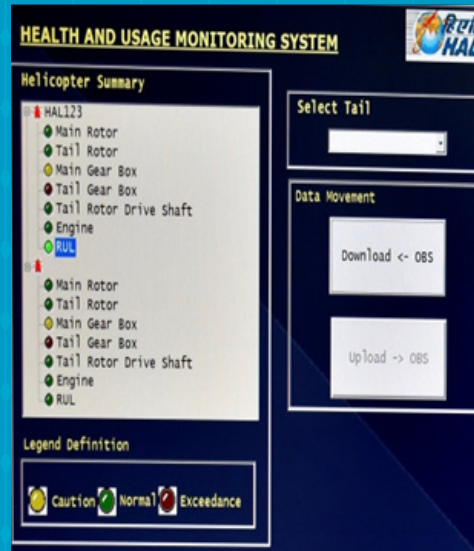 HEALTH AND USAGE MONITORING SYSTEM
HAL
Helicopter Summary
HAL123
Main Rotor
Tail Rotor
Main Gear Box
Tail Gear Box
Tail Rotor Drive Shaft
Engine
RUL
Main Rotor
Tail Rotor
Main Gear Box
Tail Gear Box
Tail Rotor Drive Shaft
Engine
RUL
Legend Definition
Caution Normal Exceedance
Select Tail
Data Movement
Download <- OBS
Upload -> OBS